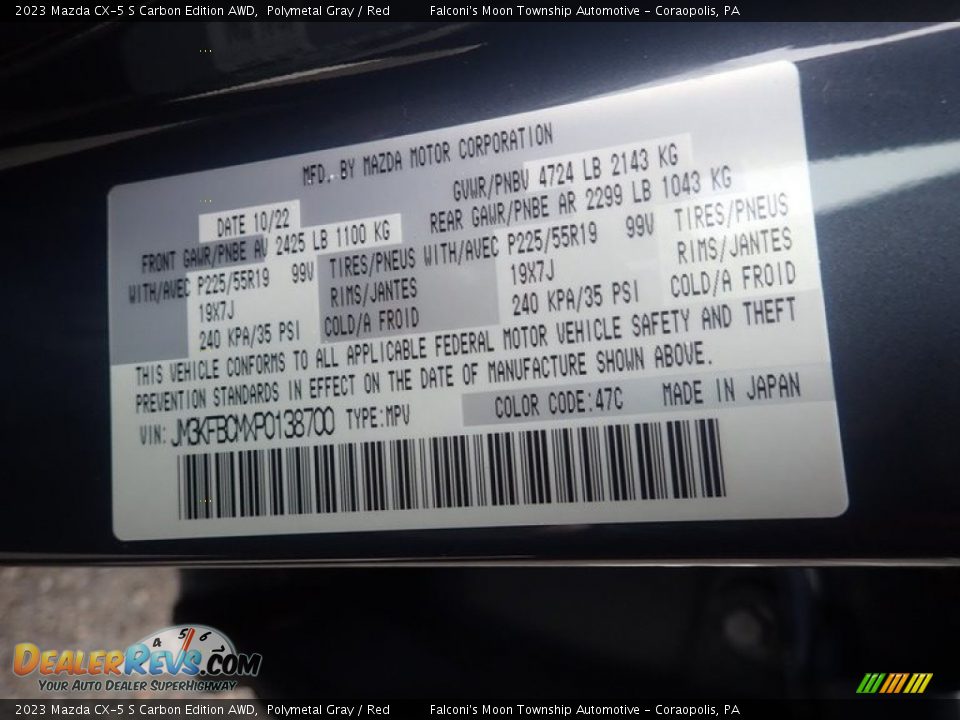 2023 Mazda CX-5 S Carbon Edition AWD, Polymetal Gray / Red Falconi's Moon Township Automotive - Coraopolis, PA
MFD. BY MAZDA MOTOR CORPORATION
DATE 10/22 GVWR/PNBV 4724 LB 2143 KG
FRONT GAWR/PNBE AV 2425 LB 1100 KG REAR GAWR/PNBE AR 2299 LB 1043 KG
WITH/AVEC P225/55R19 99V TIRES/PNEUS WITH/AVEC P225/55R19 99V TIRES/PNEUS
19X7J RIMS/JANTES 19X7J RIMS/JANTES
240 KPA/35 PSI COLD/A FROID 240 KPA/35 PSI COLD/A FROID
THIS VEHICLE CONFORMS TO ALL APPLICABLE FEDERAL MOTOR VEHICLE SAFETY AND THEFT
PREVENTION STANDARDS IN EFFECT ON THE DATE OF MANUFACTURE SHOWN ABOVE.
VIN: JM3KFBCMXP0138700 TYPE:MPV COLOR CODE:47C MADE IN JAPAN
4 5 6
DealerRevs.com
Your Auto Dealer SuperHighway
2023 Mazda CX-5 S Carbon Edition AWD, Polymetal Gray / Red Falconi's Moon Township Automotive - Coraopolis, PA